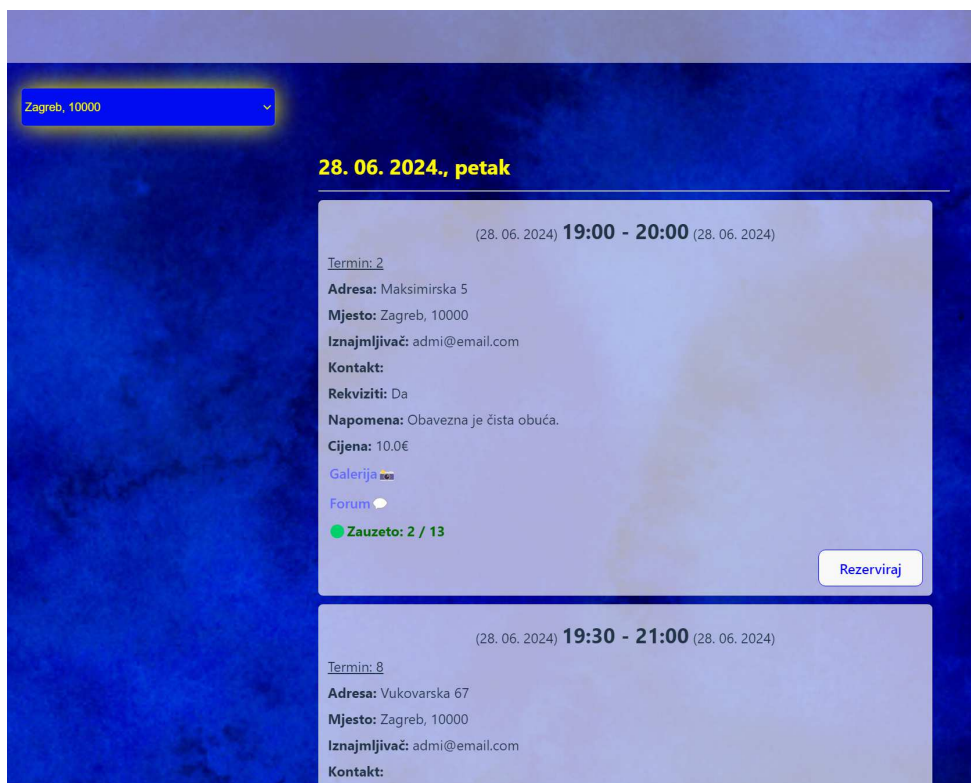 Zagreb, 10000
28. 06. 2024., petak
(28. 06. 2024) 19:00 - 20:00 (28. 06. 2024)
Termin: 2
Adresa: Maksimirska 5
Mjesto: Zagreb, 10000
Iznajmljivač: admi@email.com
Kontakt:
Rekviziti: Da
Napomena: Obavezna je čista obuća.
Cijena: 10.0€
Galerija
Forum
Zauzeto: 2 / 13
Rezerviraj
(28. 06. 2024) 19:30 - 21:00 (28. 06. 2024)
Termin: 8
Adresa: Vukovarska 67
Mjesto: Zagreb, 10000
Iznajmljivač: admi@email.com
Kontakt: